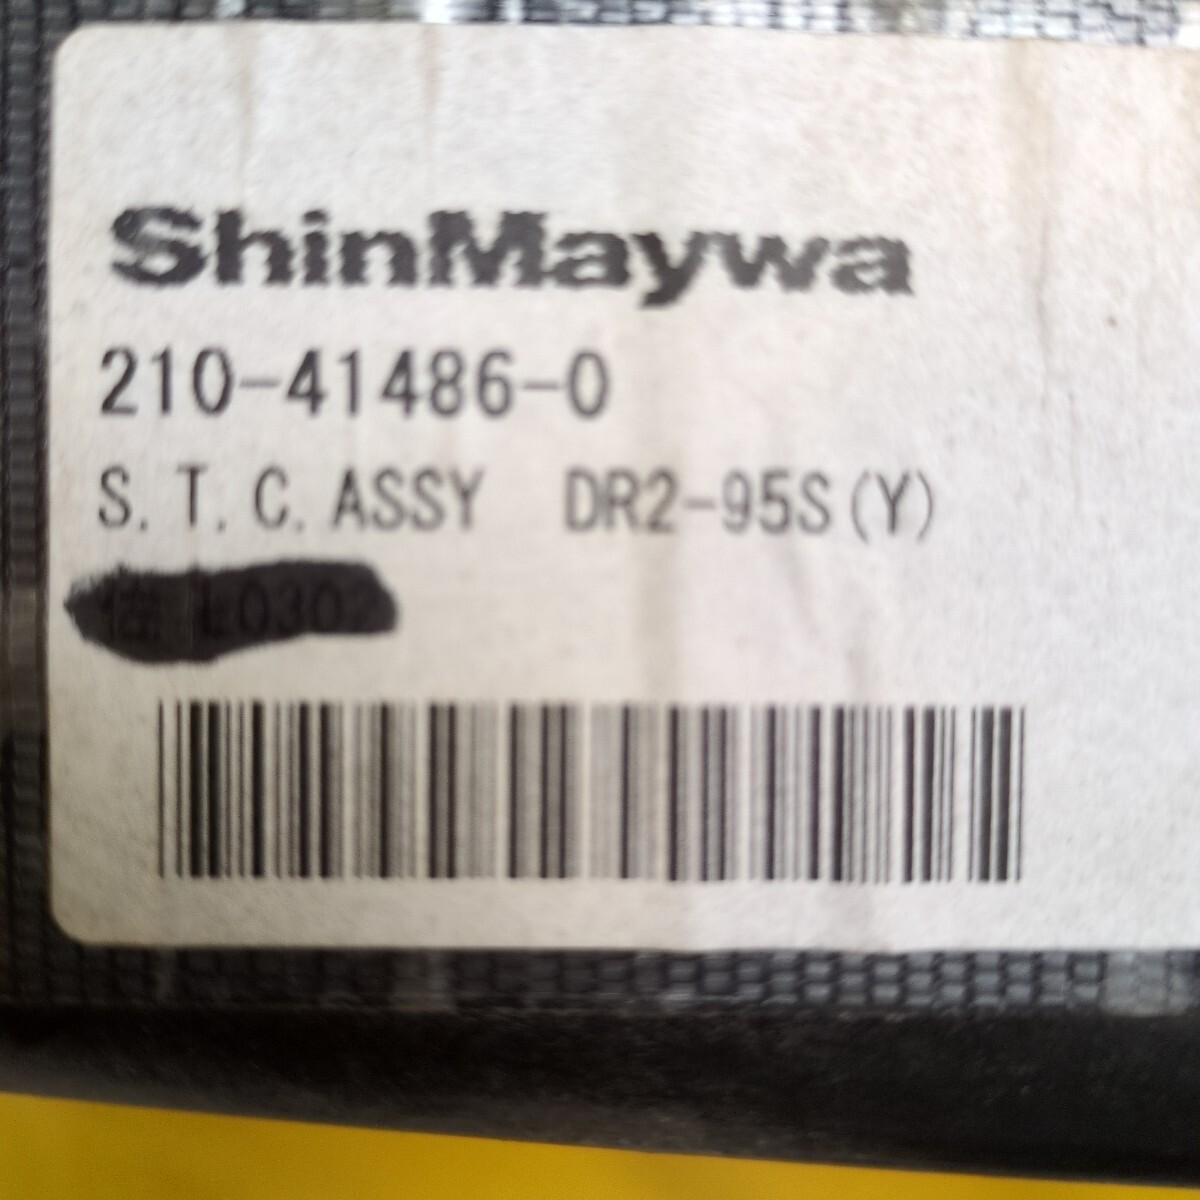 ShinMaywa
210-41486-0
S.T.C.ASSY DR2-95S(Y)